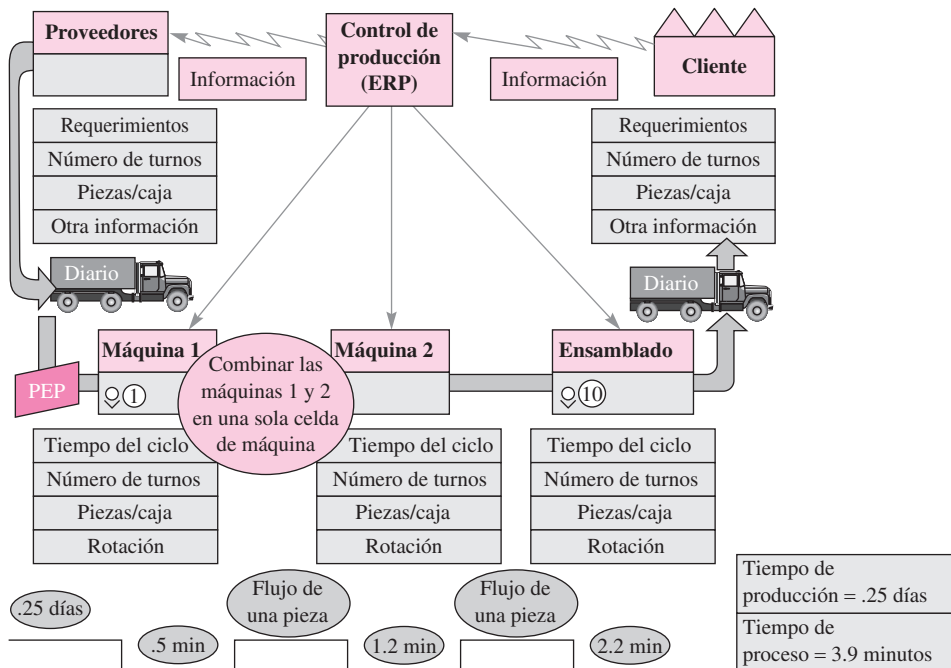 Proveedores
Información
Control de
producción
(ERP)
Información
Cliente
Requerimientos
Número de turnos
Piezas/caja
Otra información
Requerimientos
Número de turnos
Piezas/caja
Otra información
Diario
Diario
PEP
Máquina 1
1
Combinar las
máquinas 1 y 2
en una sola celda
de máquina
Máquina 2
Ensamblado
10
Tiempo del ciclo
Número de turnos
Piezas/caja
Rotación
Tiempo del ciclo
Número de turnos
Piezas/caja
Rotación
Tiempo del ciclo
Número de turnos
Piezas/caja
Rotación
.25 días
.5 min
Flujo de
una pieza
1.2 min
Flujo de
una pieza
2.2 min
Tiempo de
producción = .25 días
Tiempo de
proceso = 3.9 minutos